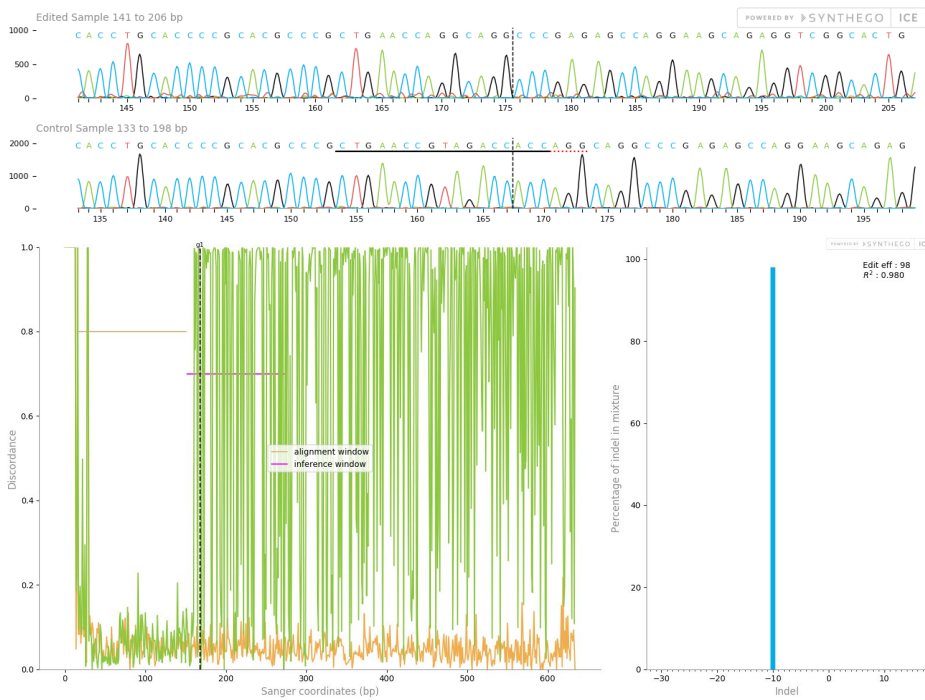 Edited Sample 141 to 206 bp
POWERED BY SYNTHEGO ICE
C A C C T G C A C C C C G C A C G C C C G C T G A A C C A G G C A G G C C C G A G A G C C A G G A A G C A G A G G T C G G C A C T G
1000
500
0
145 150 155 160 165 170 175 180 185 190 195 200 205
Control Sample 133 to 198 bp
C A C C T G C A C C C C G C A C G C C C G C T G A A C C G T A G A C C A C C A G G C A G G C C C G A G A G C C A G G A A G C A G A G
2000
1000
0
135 140 145 150 155 160 165 170 175 180 185 190 195
POWERED BY SYNTHEGO ICE
g1
1.0
0.8
0.6
0.4
0.2
0.0
Discordance
alignment window
inference window
0 100 200 300 400 500 600
Sanger coordinates (bp)
Edit eff : 98
R² : 0.980
100
80
60
40
20
0
Percentage of indel in mixture
−30 −20 −10 0 10
Indel